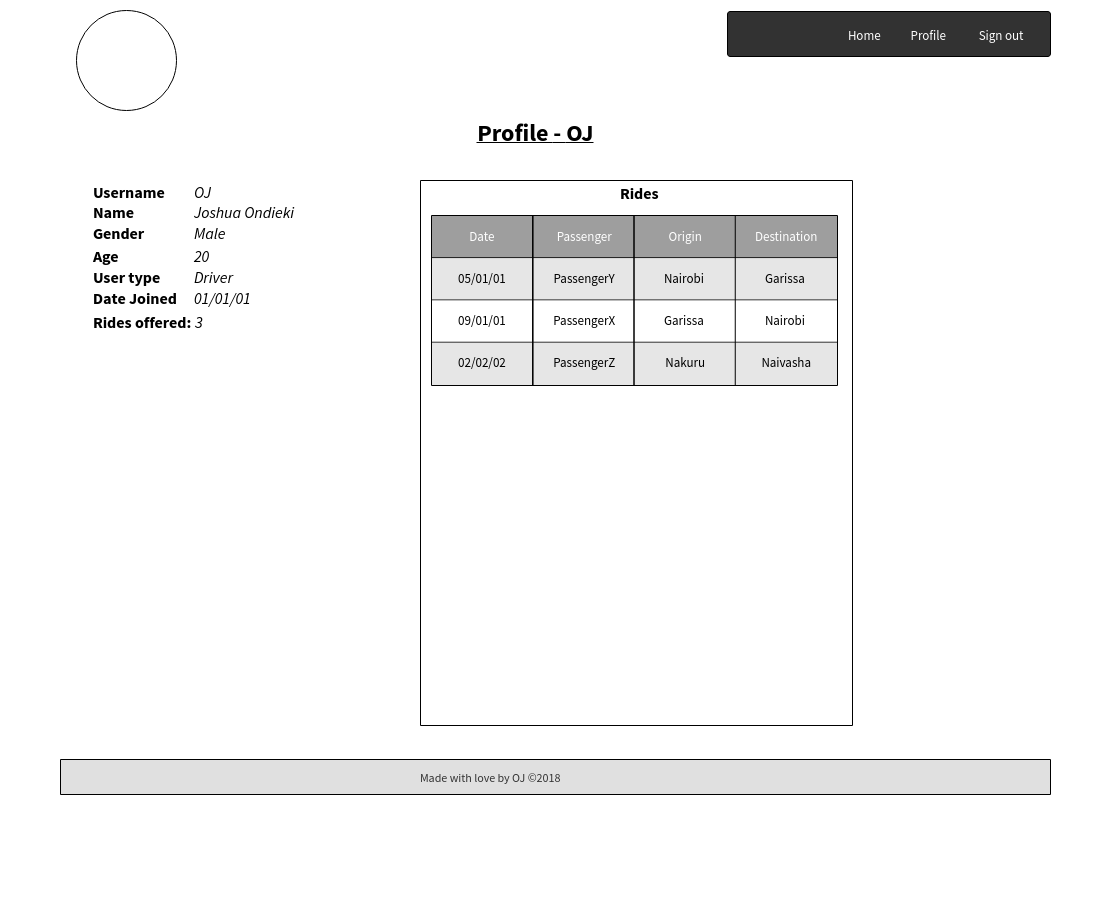 Home Profile Sign out
Profile - OJ
Username OJ
Name Joshua Ondieki
Gender Male
Age 20
User type Driver
Date Joined 01/01/01
Rides offered: 3
Rides
Date Passenger Origin Destination
05/01/01 PassengerY Nairobi Garissa
09/01/01 PassengerX Garissa Nairobi
02/02/02 PassengerZ Nakuru Naivasha
Made with love by OJ ©2018